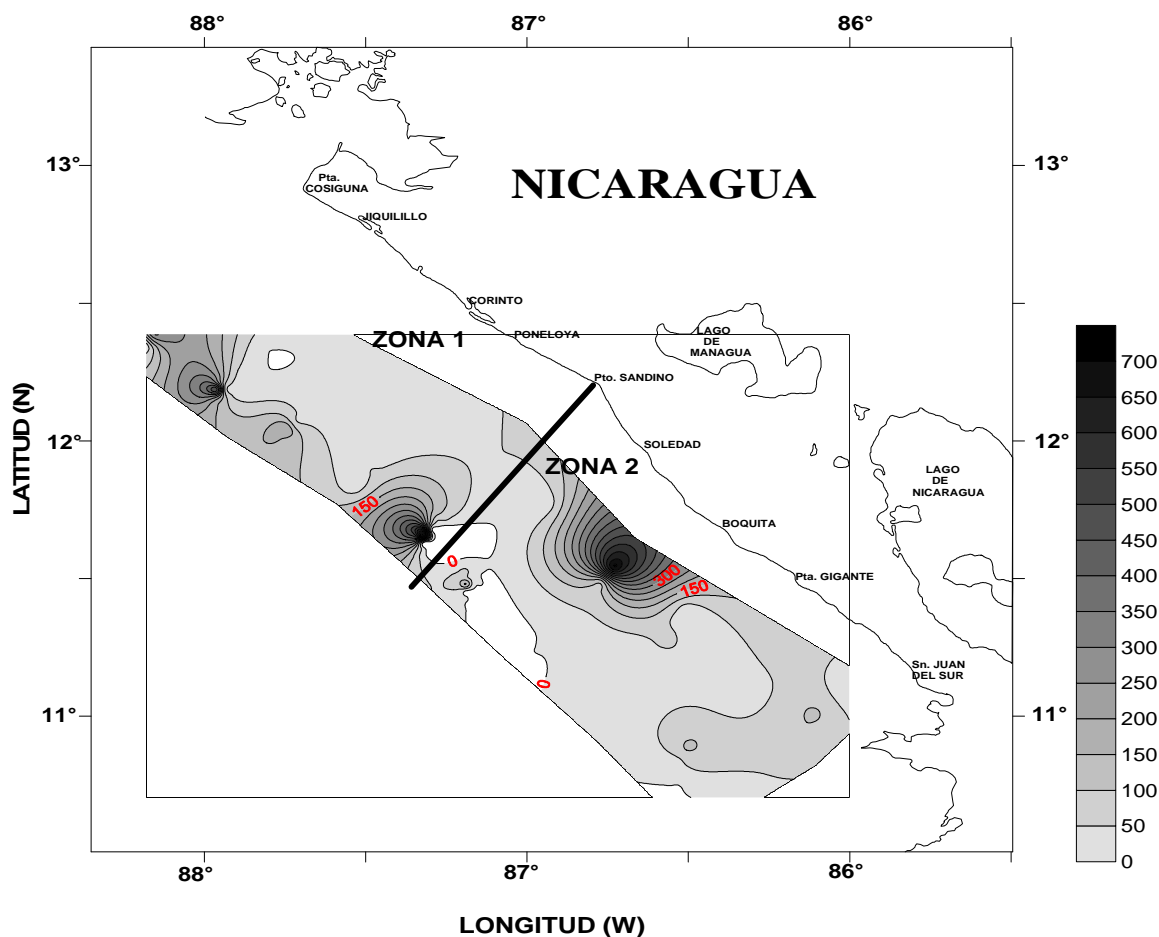 88°
87°
86°
13°
13°
NICARAGUA
Pta.
COSIGUNA
JIQUILILLO
CORINTO
ZONA 1
PONELOYA
LAGO
DE
MANAGUA
Pto. SANDINO
12°
12°
SOLEDAD
ZONA 2
LAGO
DE
NICARAGUA
150
BOQUITA
0
300
150
Pta. GIGANTE
0
Sn. JUAN
DEL SUR
11°
11°
88°
87°
86°
LATITUD (N)
LONGITUD (W)
700
650
600
550
500
450
400
350
300
250
200
150
100
50
0